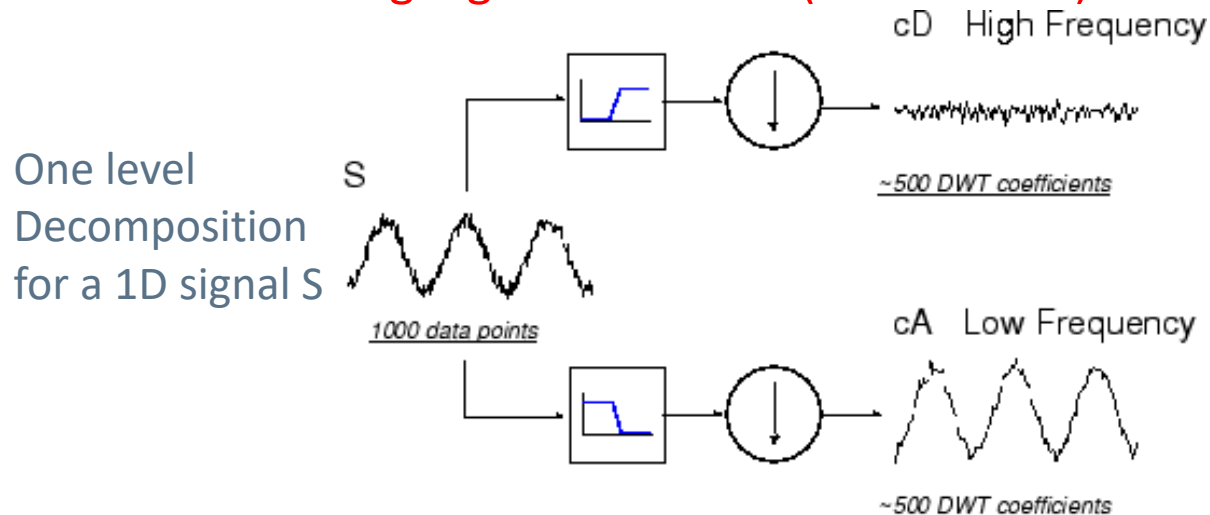 cD High Frequency
One level
Decomposition
for a 1D signal S
S
~500 DWT coefficients
1000 data points
cA Low Frequency
~500 DWT coefficients